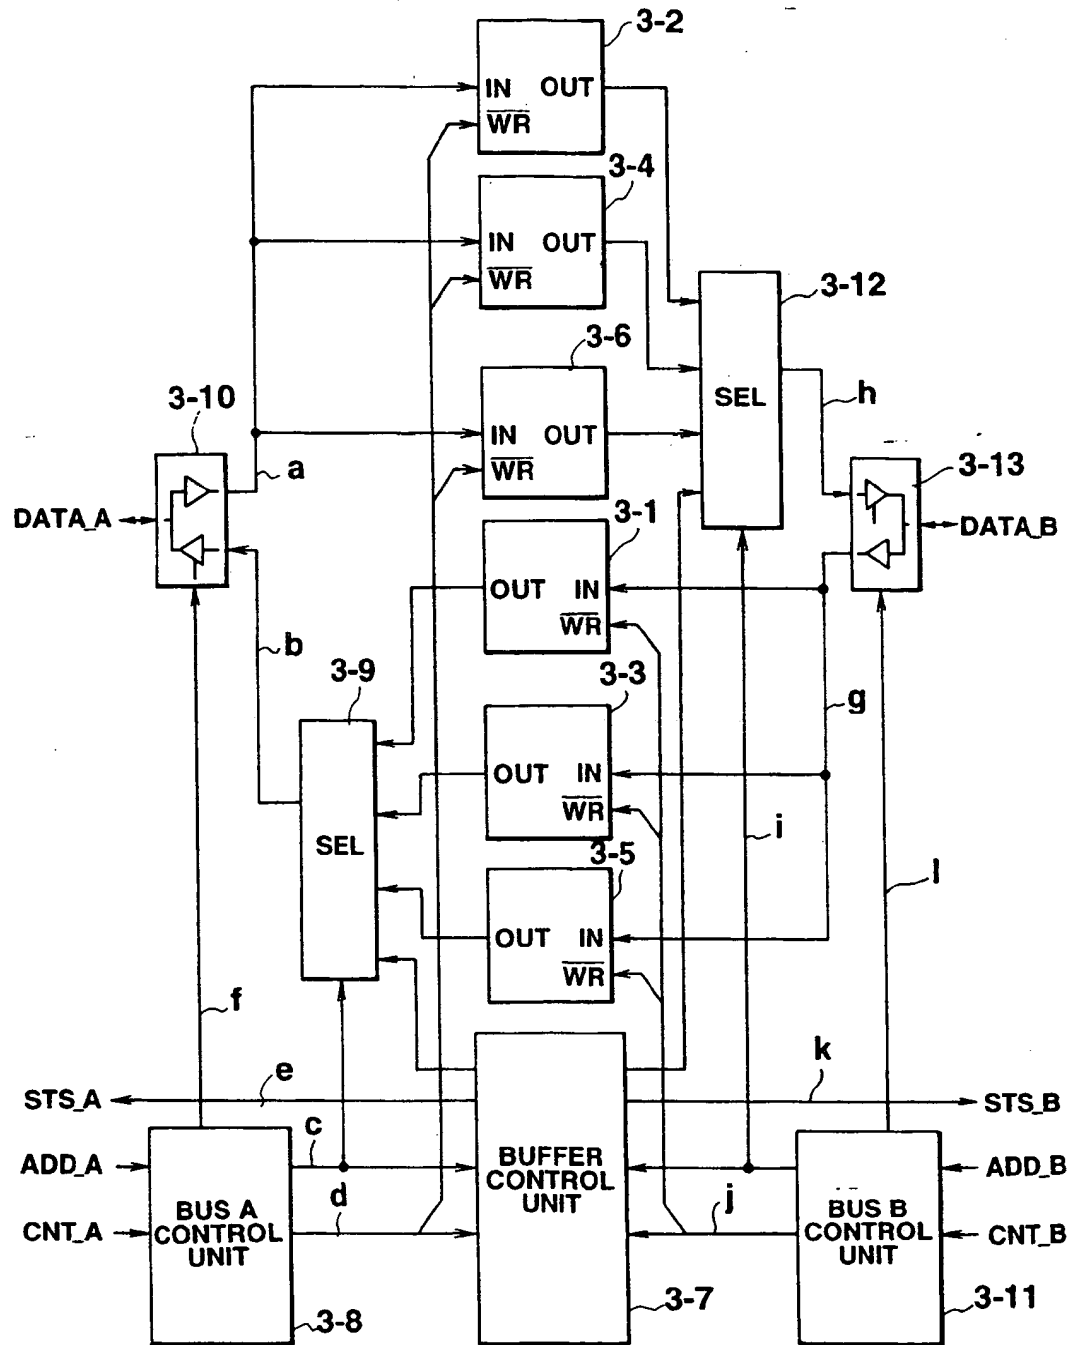 3-2
IN OUT
WR
3-4
IN OUT
WR
3-12
3-6
SEL
h
3-10
IN OUT
WR
a
3-13
DATA_A
3-1
DATA_B
OUT IN
WR
b
3-9
3-3
g
OUT IN
WR
SEL
i
3-5
l
OUT IN
WR
f
e
k
STS_A
STS_B
c
ADD_A
BUFFER
CONTROL
UNIT
ADD_B
d
j
CNT_A
BUS A
CONTROL
UNIT
BUS B
CONTROL
UNIT
CNT_B
3-8
3-7
3-11